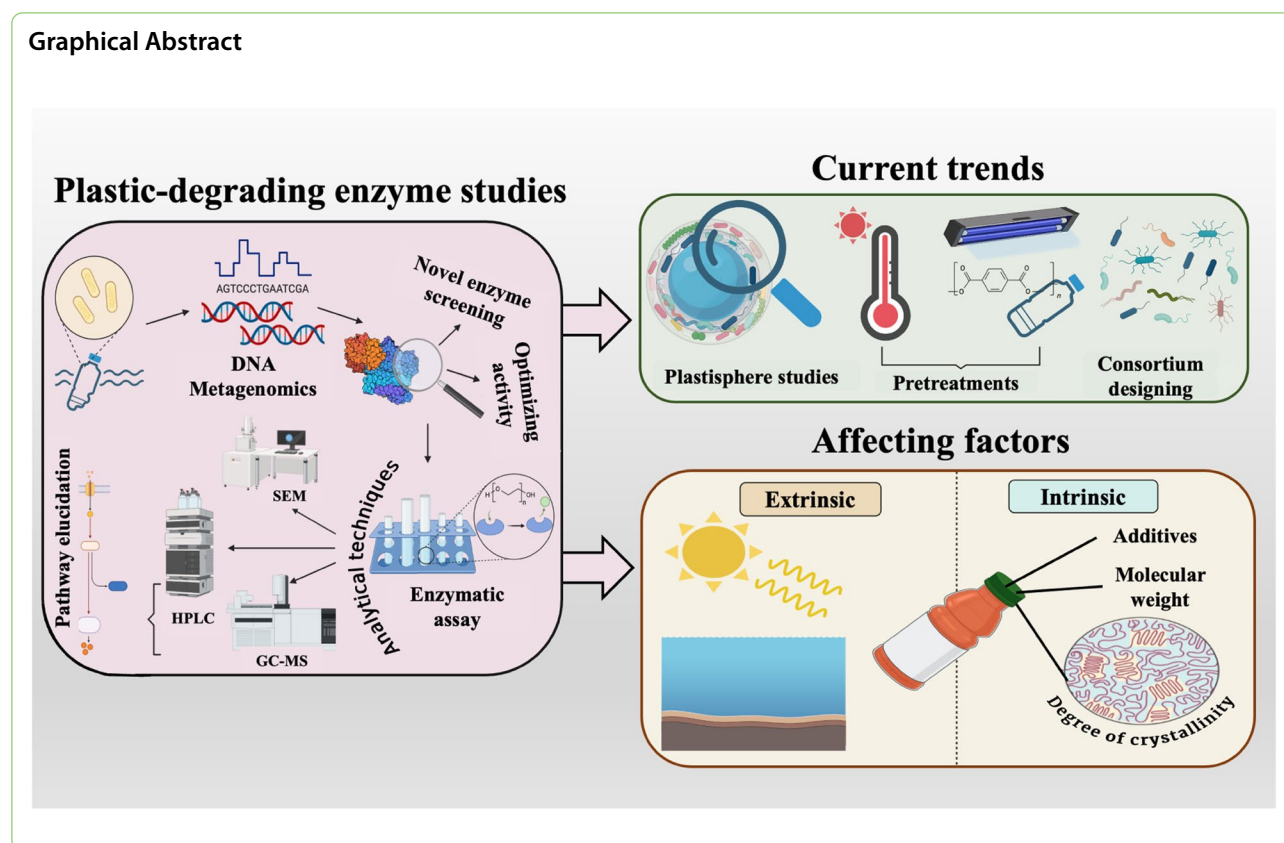 Graphical Abstract
Plastic-degrading enzyme studies
AGTCCCTGAATCGA
DNA
Metagenomics
Novel enzyme
screening
Optimizing
activity
Pathway elucidation
SEM
HPLC
GC-MS
Analytical techniques
H
O
OH
n
Enzymatic
assay
Current trends
Plastisphere studies
O
O
O
O
n
Pretreatments
Consortium
designing
Affecting factors
Extrinsic
Intrinsic
Additives
Molecular
weight
Degree of crystallinity